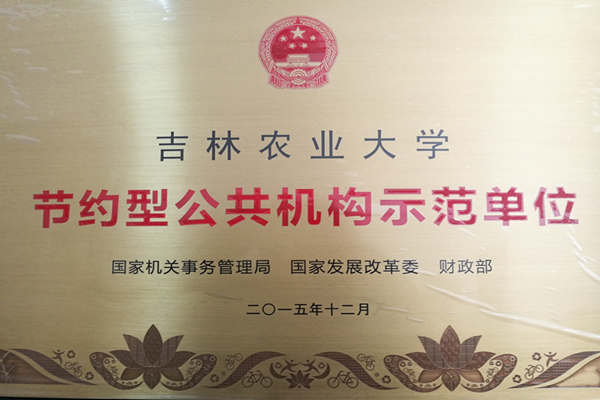 吉林农业大学
节约型公共机构示范单位
国家机关事务管理局 国家发展改革委 财政部
二〇一五年十二月